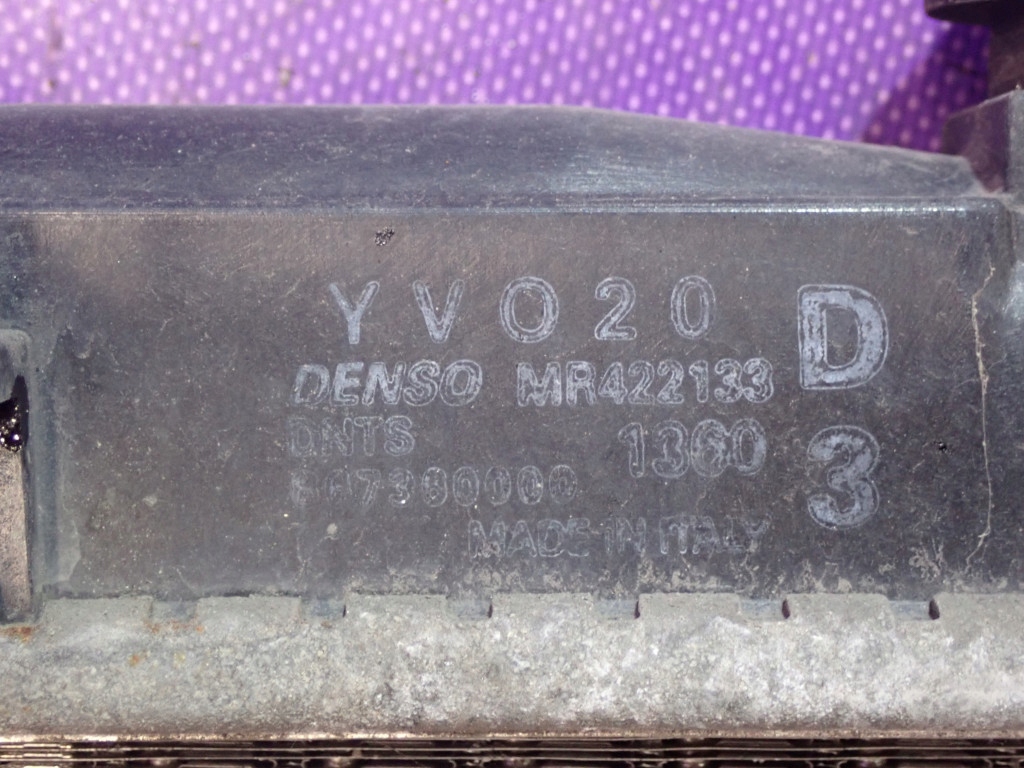 YVO20 D
DENSO MR422133
DNTS 1360 3
MADE IN ITALY